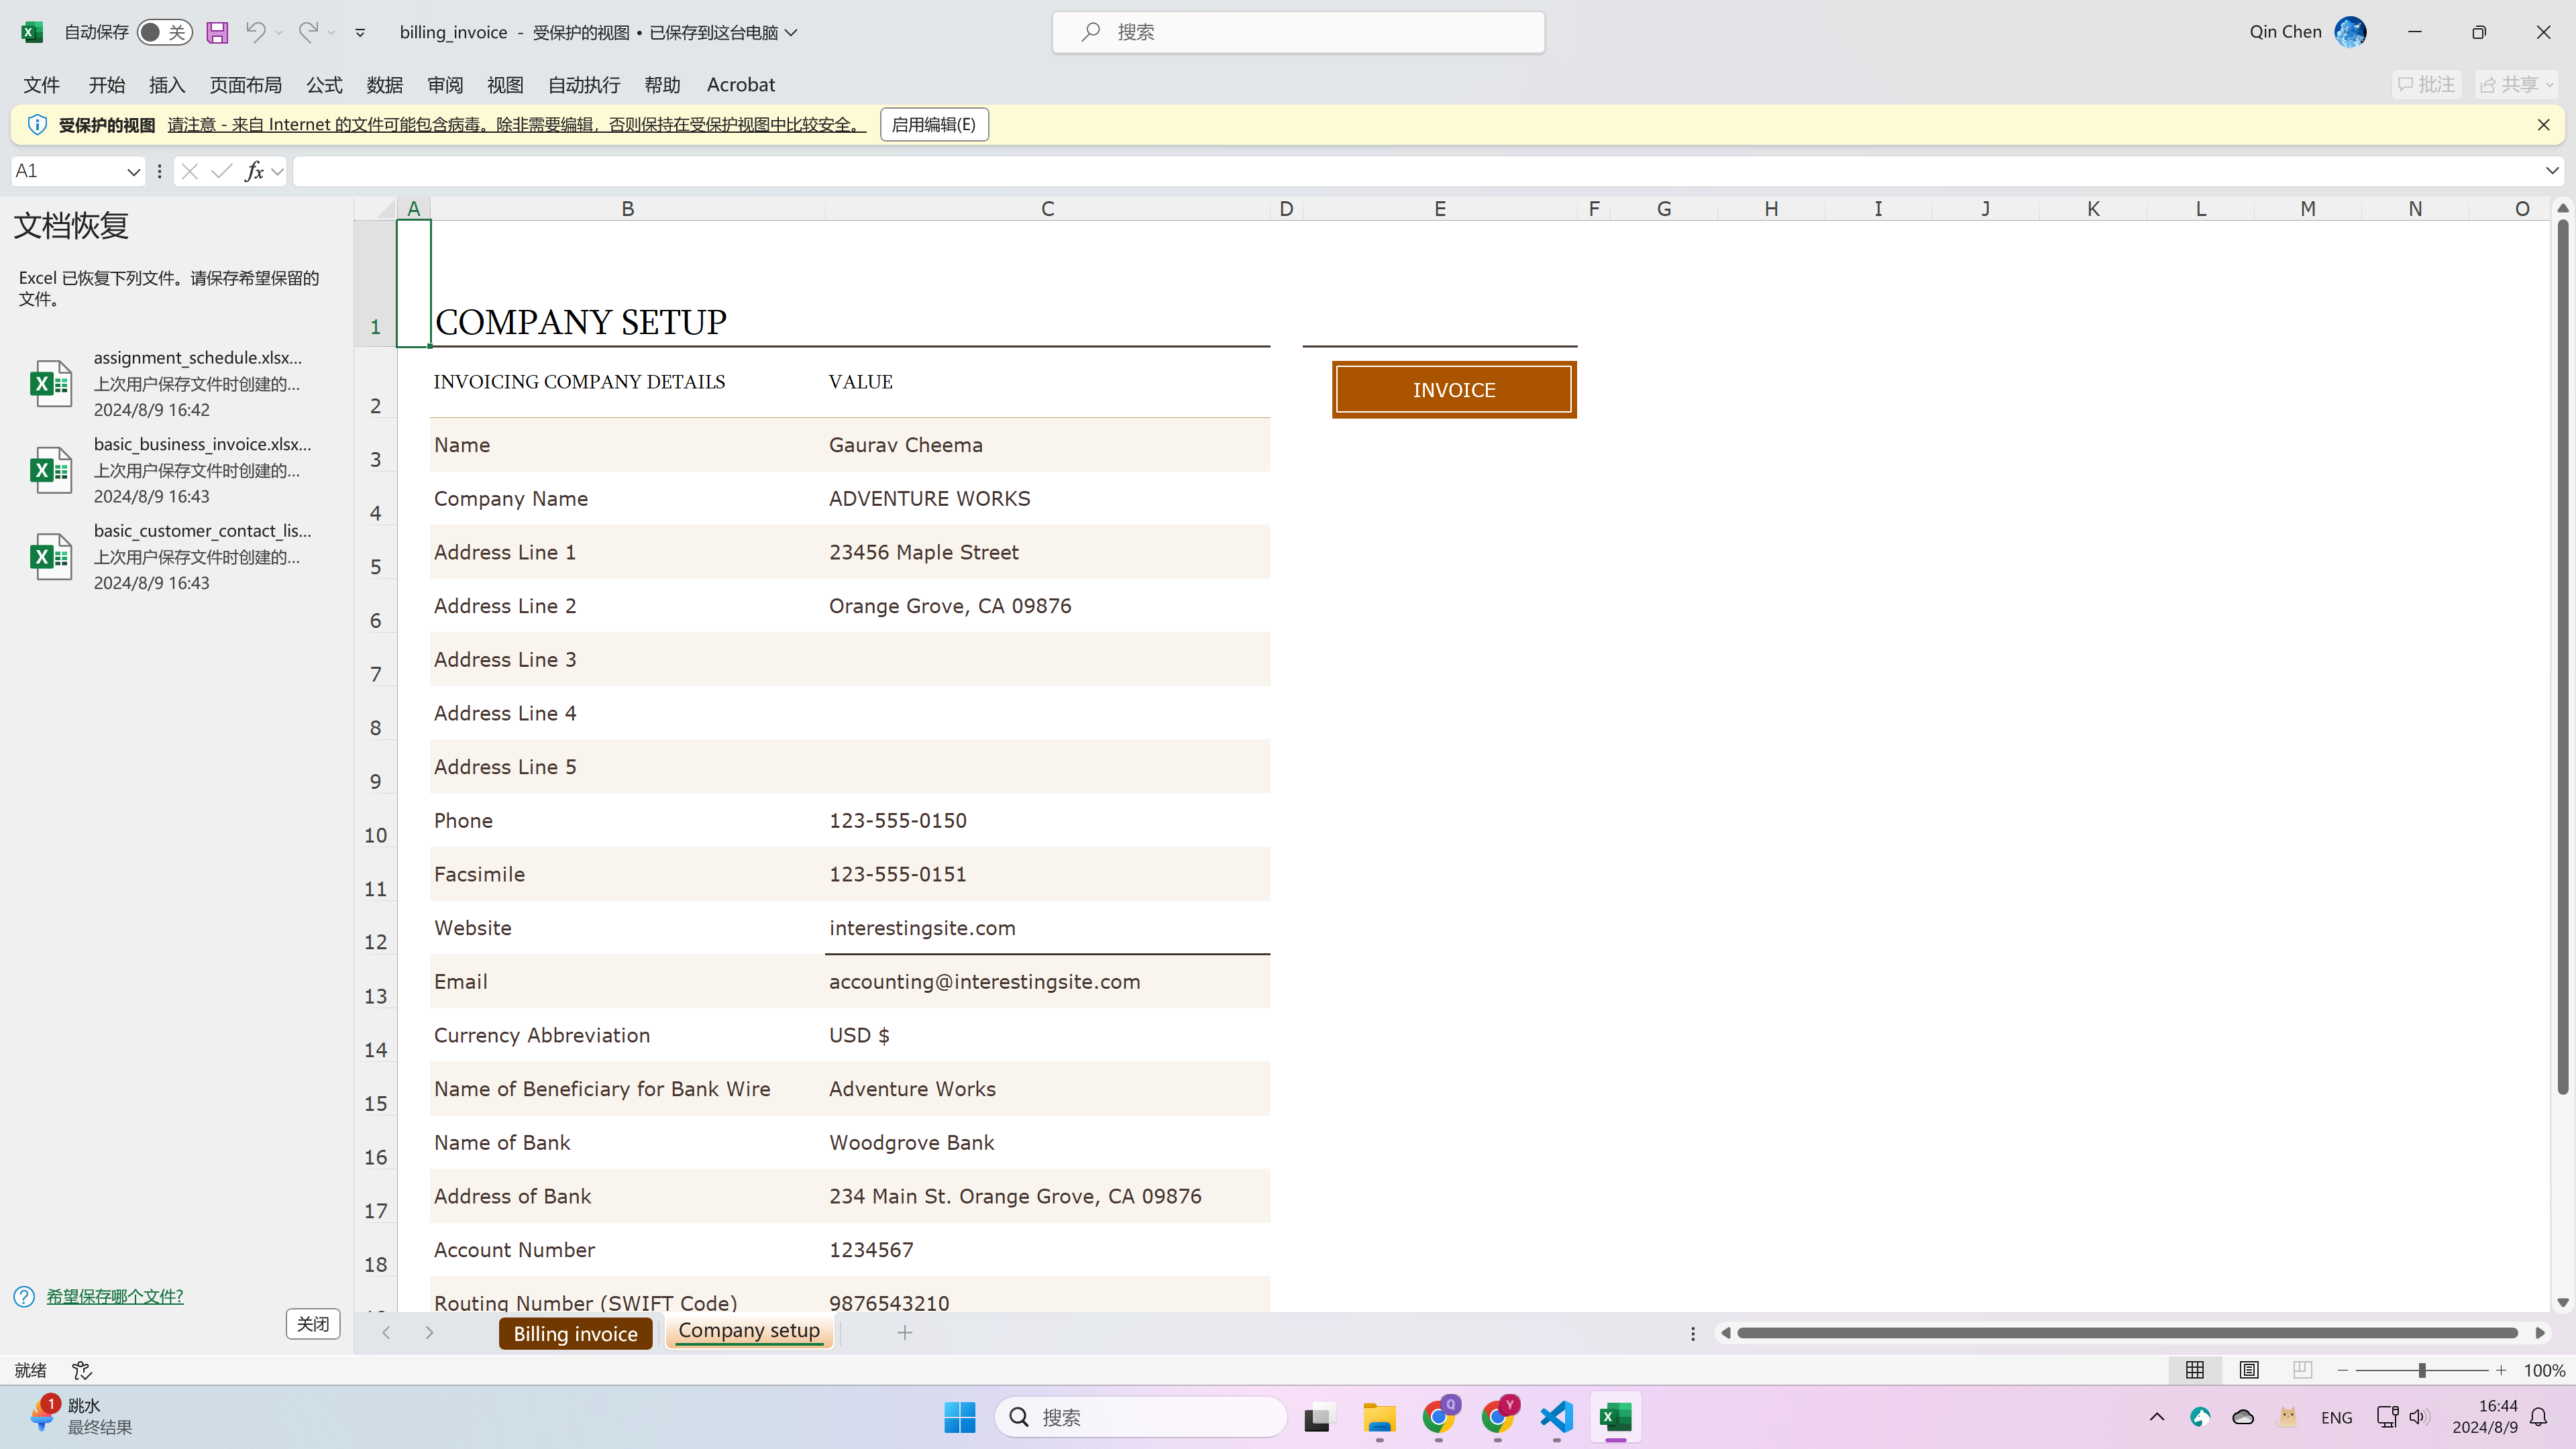 自动保存 关 billing_invoice - 受保护的视图 • 已保存到这台电脑 搜索 Qin Chen
文件 开始 插入 页面布局 公式 数据 审阅 视图 自动执行 帮助 Acrobat 批注 共享
受保护的视图 请注意 - 来自 Internet 的文件可能包含病毒。除非需要编辑，否则保持在受保护视图中比较安全。 启用编辑(E)
A1 fx
文档恢复
Excel 已恢复下列文件。请保存希望保留的
文件。
assignment_schedule.xlsx...
上次用户保存文件时创建的...
2024/8/9 16:42
basic_business_invoice.xlsx...
上次用户保存文件时创建的...
2024/8/9 16:43
basic_customer_contact_lis...
上次用户保存文件时创建的...
2024/8/9 16:43
希望保存哪个文件?
关闭
A B C D E F G H I J K L M N O
1 COMPANY SETUP
2 INVOICING COMPANY DETAILS VALUE INVOICE
3 Name Gaurav Cheema
4 Company Name ADVENTURE WORKS
5 Address Line 1 23456 Maple Street
6 Address Line 2 Orange Grove, CA 09876
7 Address Line 3
8 Address Line 4
9 Address Line 5
10 Phone 123-555-0150
11 Facsimile 123-555-0151
12 Website interestingsite.com
13 Email accounting@interestingsite.com
14 Currency Abbreviation USD $
15 Name of Beneficiary for Bank Wire Adventure Works
16 Name of Bank Woodgrove Bank
17 Address of Bank 234 Main St. Orange Grove, CA 09876
18 Account Number 1234567
Routing Number (SWIFT Code) 9876543210
Billing invoice Company setup
就绪 100%
1 跳水
最终结果
搜索
Q Y
ENG
16:44
2024/8/9